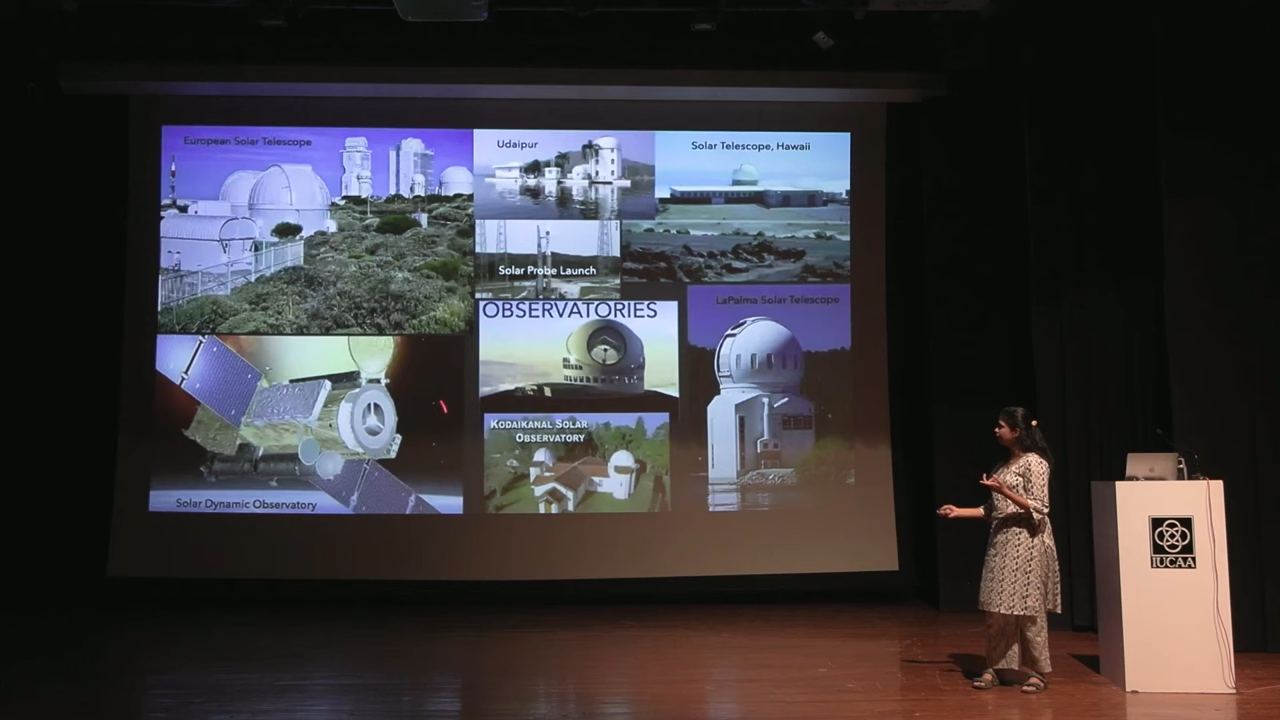 European Solar Telescope
Udaipur
Solar Telescope, Hawaii
Solar Probe Launch
LaPalma Solar Telescope
OBSERVATORIES
KODAIKANAL SOLAR
OBSERVATORY
Solar Dynamic Observatory
IUCAA